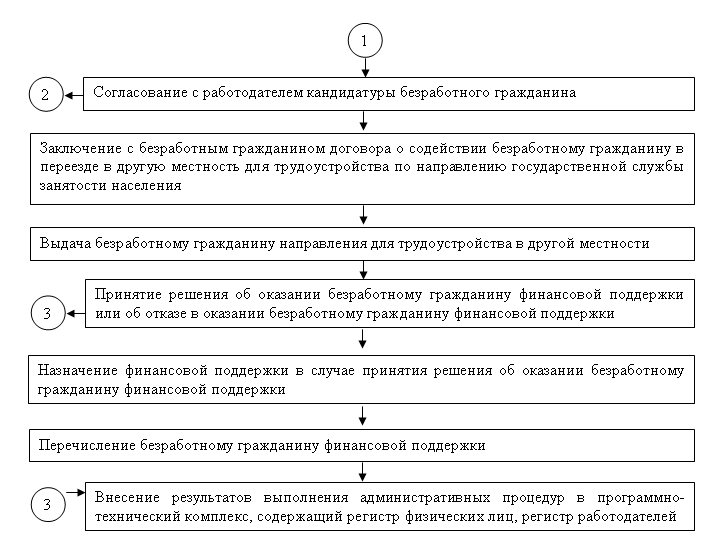 1
2
Согласование с работодателем кандидатуры безработного гражданина
Заключение с безработным гражданином договора о содействии безработному гражданину в
переезде в другую местность для трудоустройства по направлению государственной службы
занятости населения
Выдача безработному гражданину направления для трудоустройства в другой местности
3
Принятие решения об оказании безработному гражданину финансовой поддержки
или об отказе в оказании безработному гражданину финансовой поддержки
Назначение финансовой поддержки в случае принятия решения об оказании безработному
гражданину финансовой поддержки
Перечисление безработному гражданину финансовой поддержки
3
Внесение результатов выполнения административных процедур в программно-
технический комплекс, содержащий регистр физических лиц, регистр работодателей